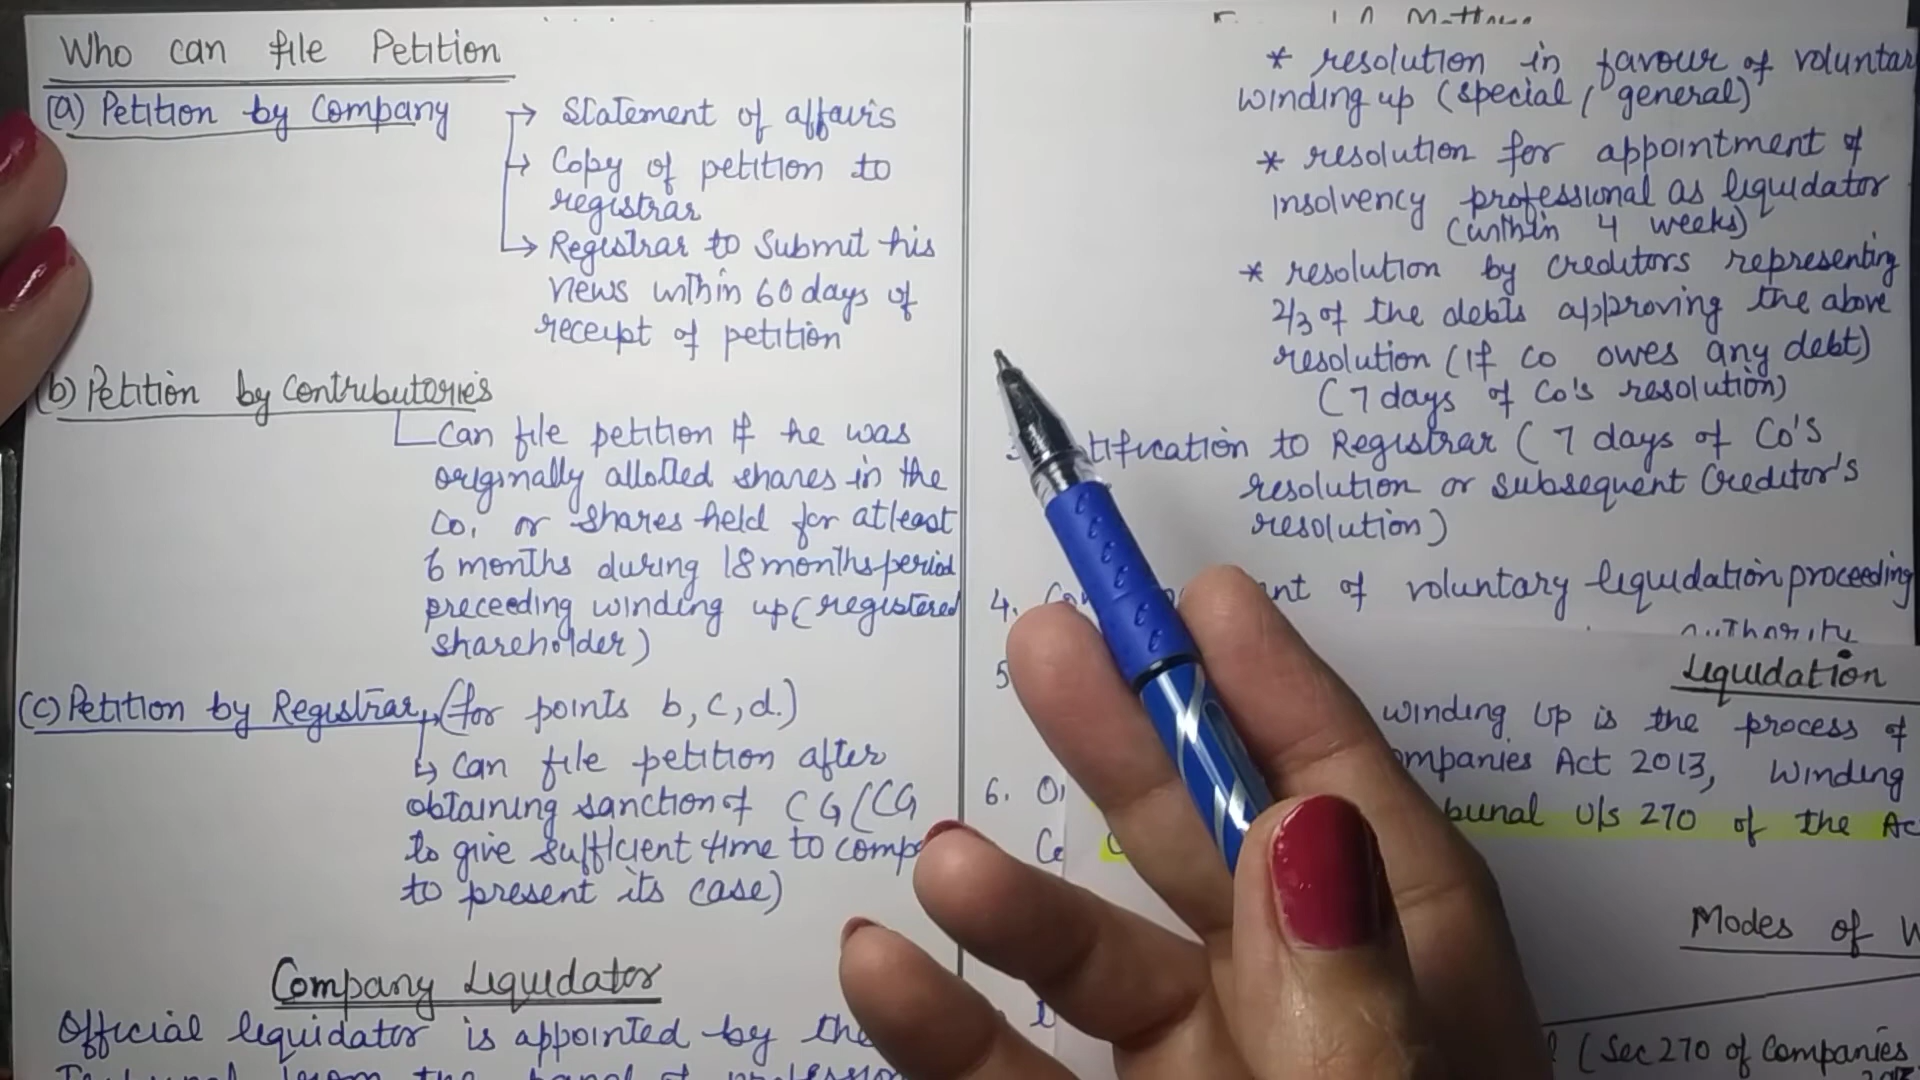 Who can file Petition
(a) Petition by Company
→ Statement of affairs
→ Copy of petition to
registrar
→ Registrar to Submit his
views within 60 days of
receipt of petition
(b) Petition by Contributories
Can file petition if he was
originally allotted shares in the
Co, or shares held for atleast
6 months during 18 months period
preceeding winding up (registered
shareholder)
(c) Petition by Registrar → (for points b, c, d.)
↳ Can file petition after
obtaining sanction of CG (CG
to give sufficient time to
to present its case)
Company Liquidator
Official liquidator is appointed by the
from the panel of
* resolution in favour of
winding up (special / general)
* resolution for appointment of
insolvency professional as liquidator
(within 4 weeks)
* resolution by creditors representing
2/3 of the debts approving the above
resolution (if co owes any debt)
(7 days of Co's resolution)
to Registrar (7 days of Co's
resolution or subsequent Creditor's
resolution)
4. of voluntary liquidation proceeding
authority
5
6.
Liquidation
winding up is the process of
Act 2013, winding
u/s 270 of the
Modes of W
(Sec 270 of Companies